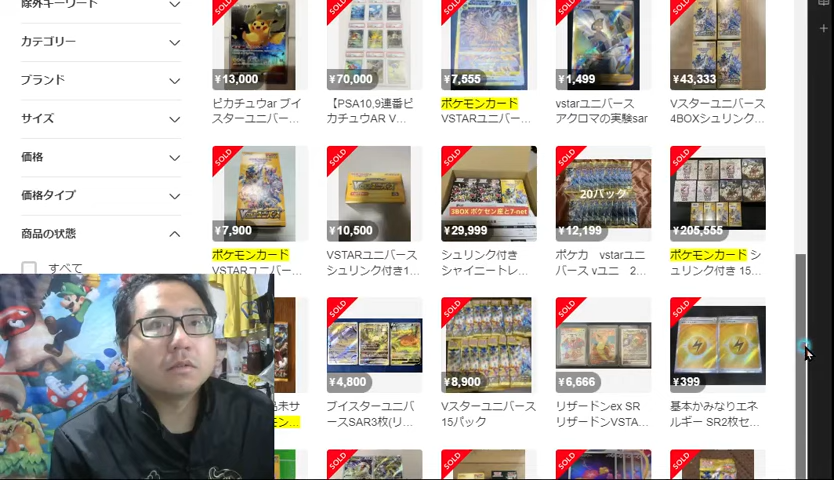 除外キーワード
カテゴリー
ブランド
サイズ
価格
価格タイプ
商品の状態
すべて
¥13,000
¥70,000
¥7,555
¥1,499
¥43,333
ピカチュウar ブイ
スターユニバー…
【PSA10,9連番ピ
カチュウAR V…
ポケモンカード
VSTARユニバー…
vstarユニバース
アクロマの実験sar
Vスターユニバース
4BOXシュリンク…
SOLD
SOLD
SOLD
SOLD
SOLD
3BOX ポケセン産と7-net
20パック
¥7,900
¥10,500
¥29,999
¥12,199
¥205,555
ポケモンカード
VSTARユニバー…
VSTARユニバース
シュリンク付き1…
シュリンク付き
シャイニートレ…
ポケカ vstarユニ
バース vユニ 2…
ポケモンカード シ
ュリンク付き 15…
SOLD
SOLD
SOLD
SOLD
¥4,800
¥8,900
¥6,666
¥399
品未サ
モン…
ブイスターユニバ
ースSAR3枚(リ…
Vスターユニバース
15パック
リザードンex SR
リザードンVSTA…
基本かみなりエネ
ルギー SR2枚セ…
SOLD
SOLD
SOLD
SOLD